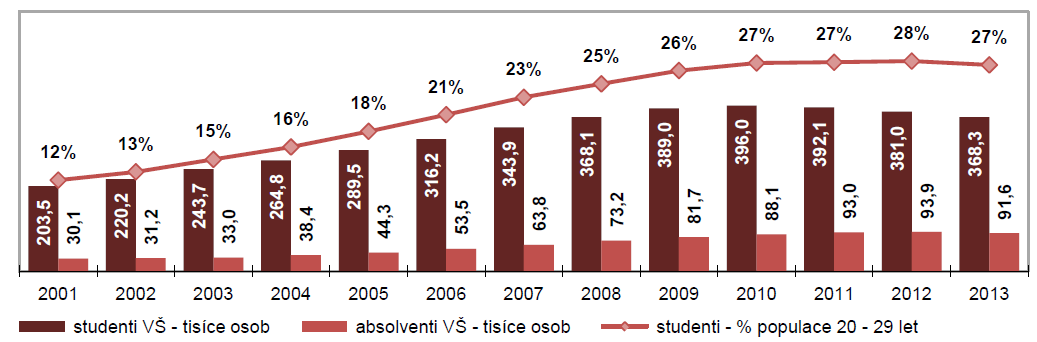 12% 13% 15% 16% 18% 21% 23% 25% 26% 27% 27% 28% 27%
203,5 30,1 220,2 31,2 243,7 33,0 264,8 38,4 289,5 44,3 316,2 53,5 343,9 63,8 368,1 73,2 389,0 81,7 396,0 88,1 392,1 93,0 381,0 93,9 368,3 91,6
2001 2002 2003 2004 2005 2006 2007 2008 2009 2010 2011 2012 2013
studenti VŠ - tisíce osob absolventi VŠ - tisíce osob studenti - % populace 20 - 29 let